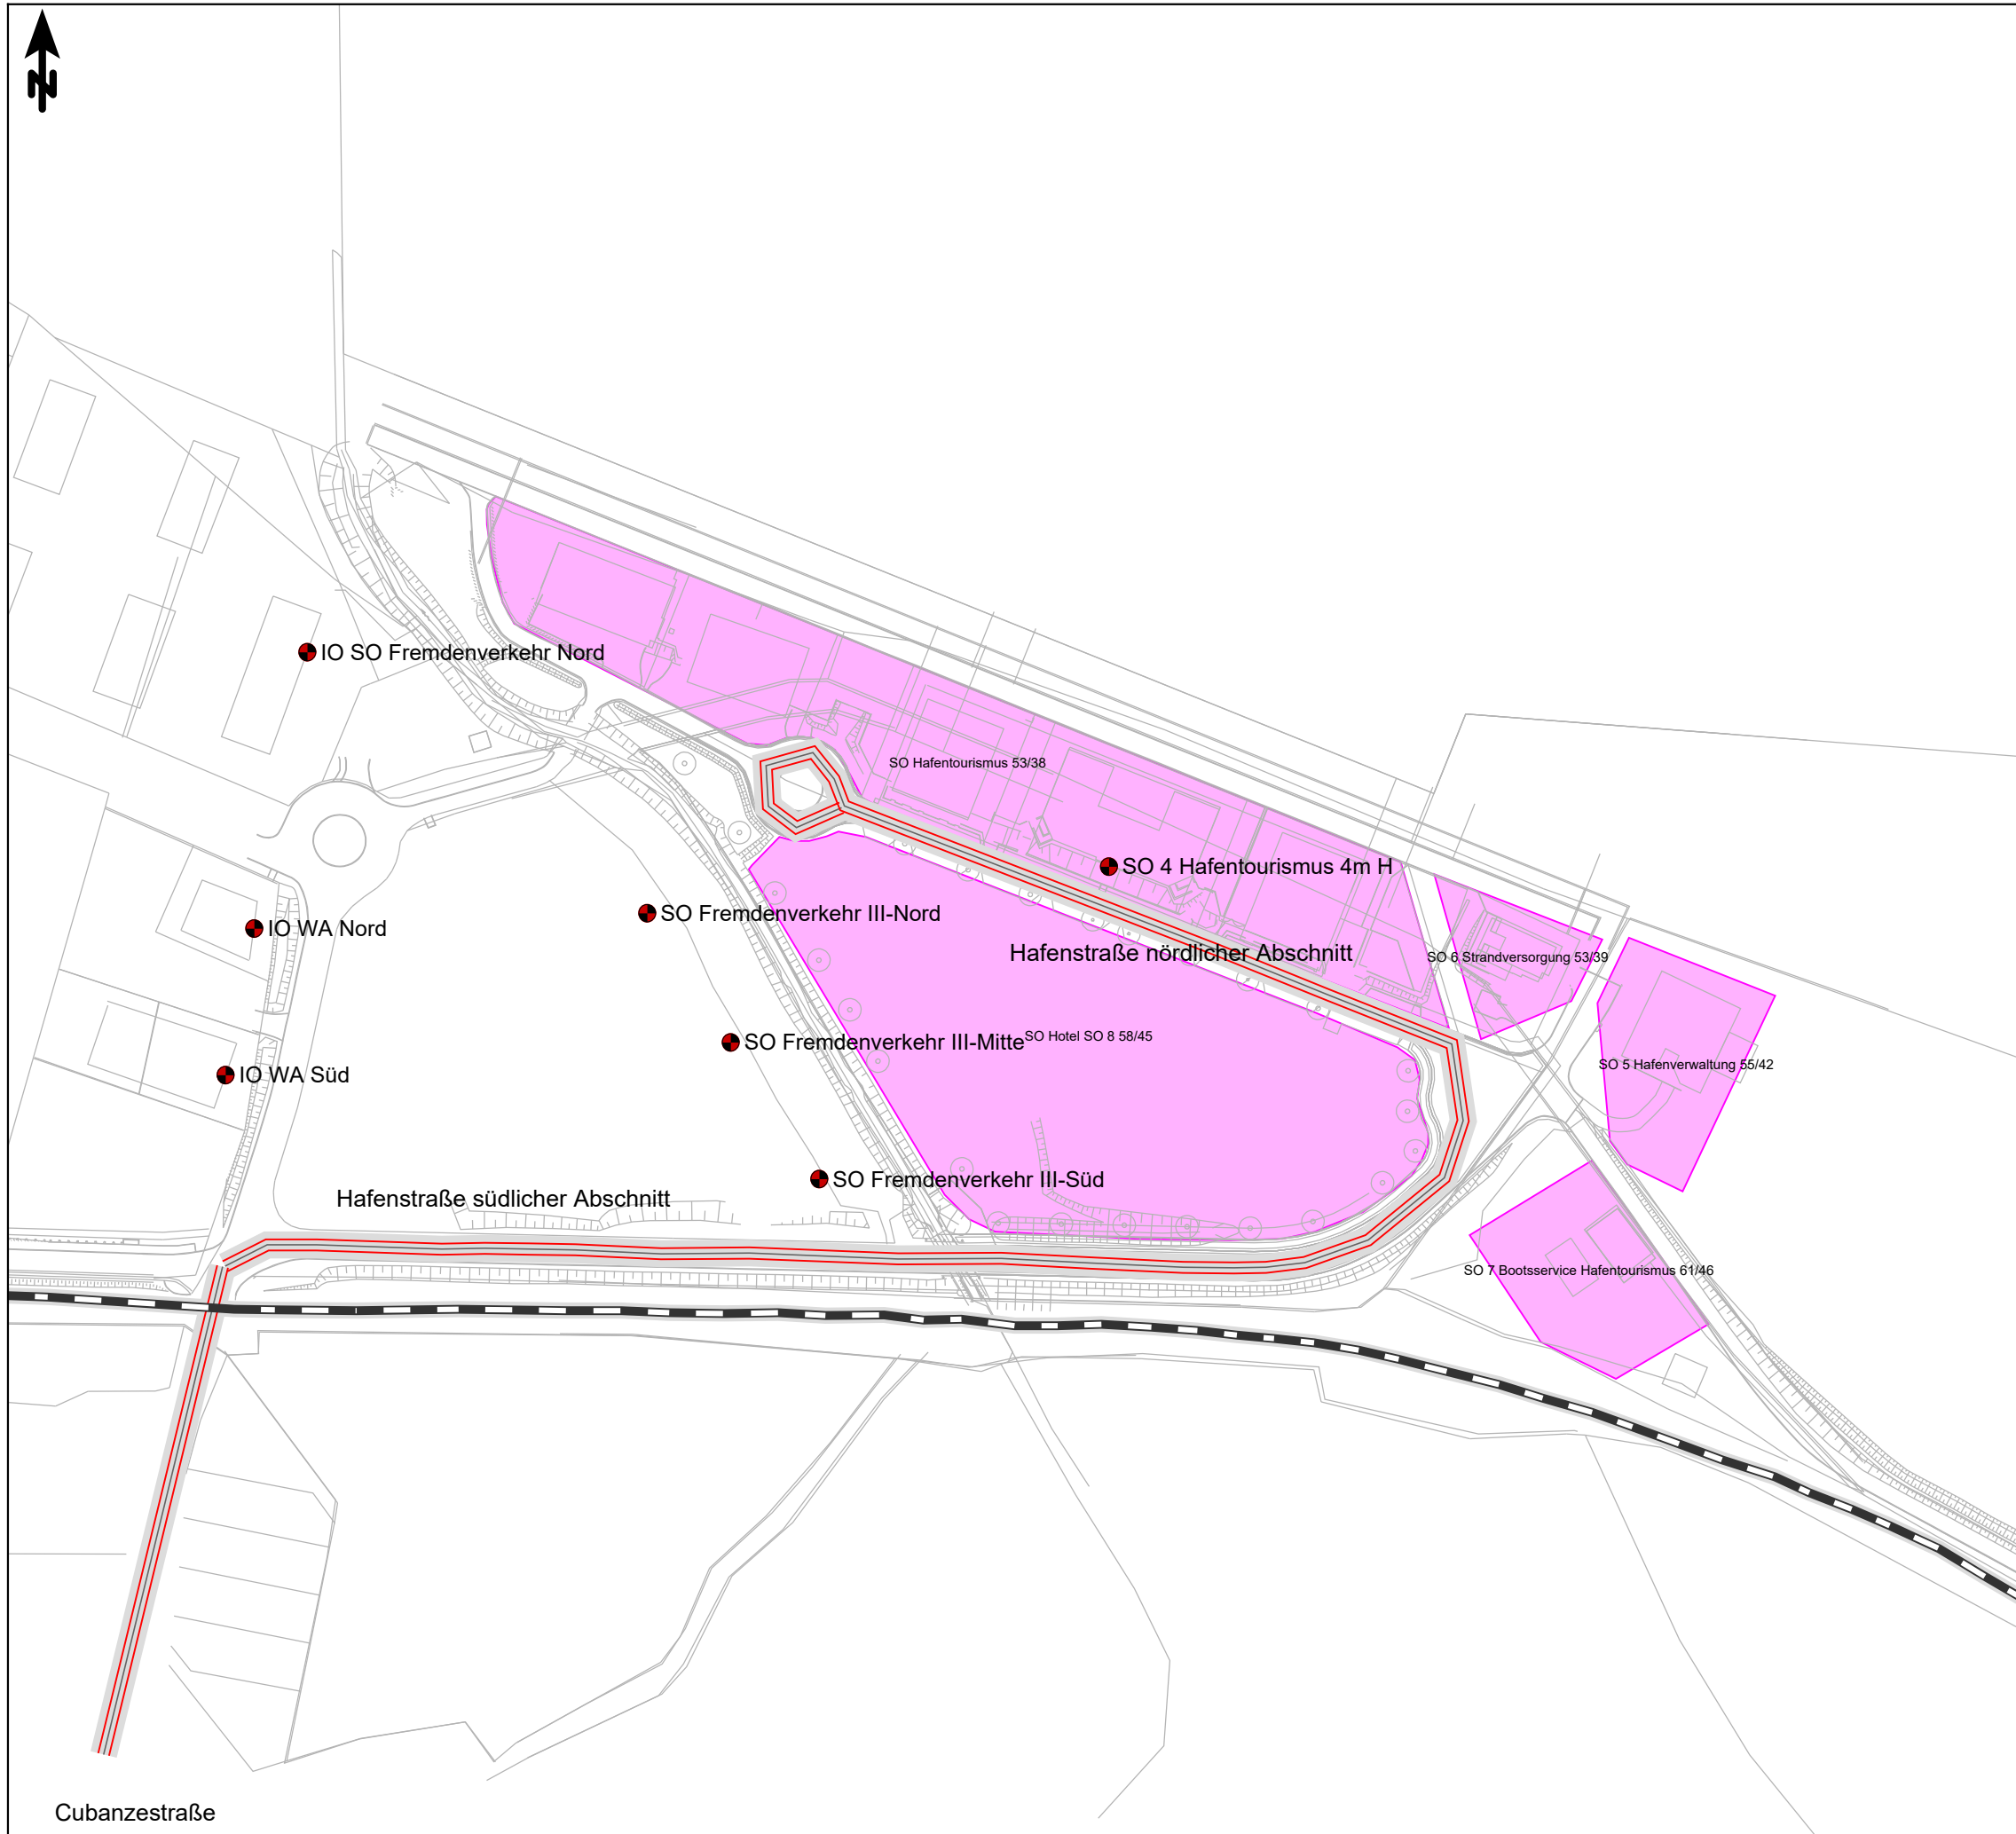 N
IO SO Fremdenverkehr Nord
SO Hafentourismus 53/38
SO 4 Hafentourismus 4m H
SO Fremdenverkehr III-Nord
IO WA Nord
Hafenstraße nördlicher Abschnitt
SO 6 Strandversorgung 53/39
SO Fremdenverkehr III-Mitte
SO Hotel SO 8 58/45
SO 5 Hafenverwaltung 55/42
IO WA Süd
SO Fremdenverkehr III-Süd
Hafenstraße südlicher Abschnitt
SO 7 Bootsservice Hafentourismus 61/46
Cubanzestraße